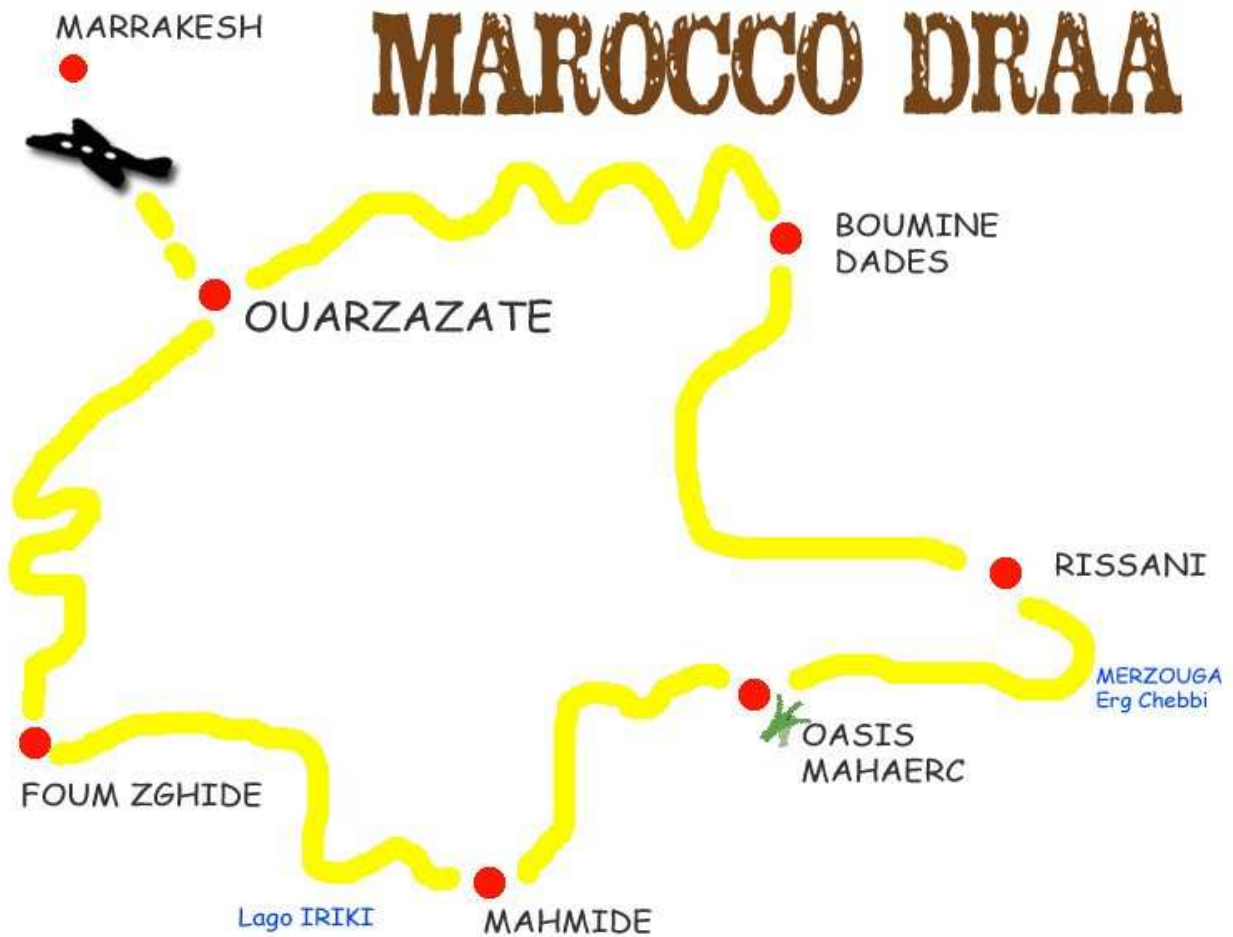 MARRAKESH
MAROCCO DRAA
BOUMINE
DADES
OUARZAZATE
RISSANI
MERZOUGA
Erg Chebbi
OASIS
MAHAERC
FOUM ZGHIDE
Lago IRIKI
MAHMIDE